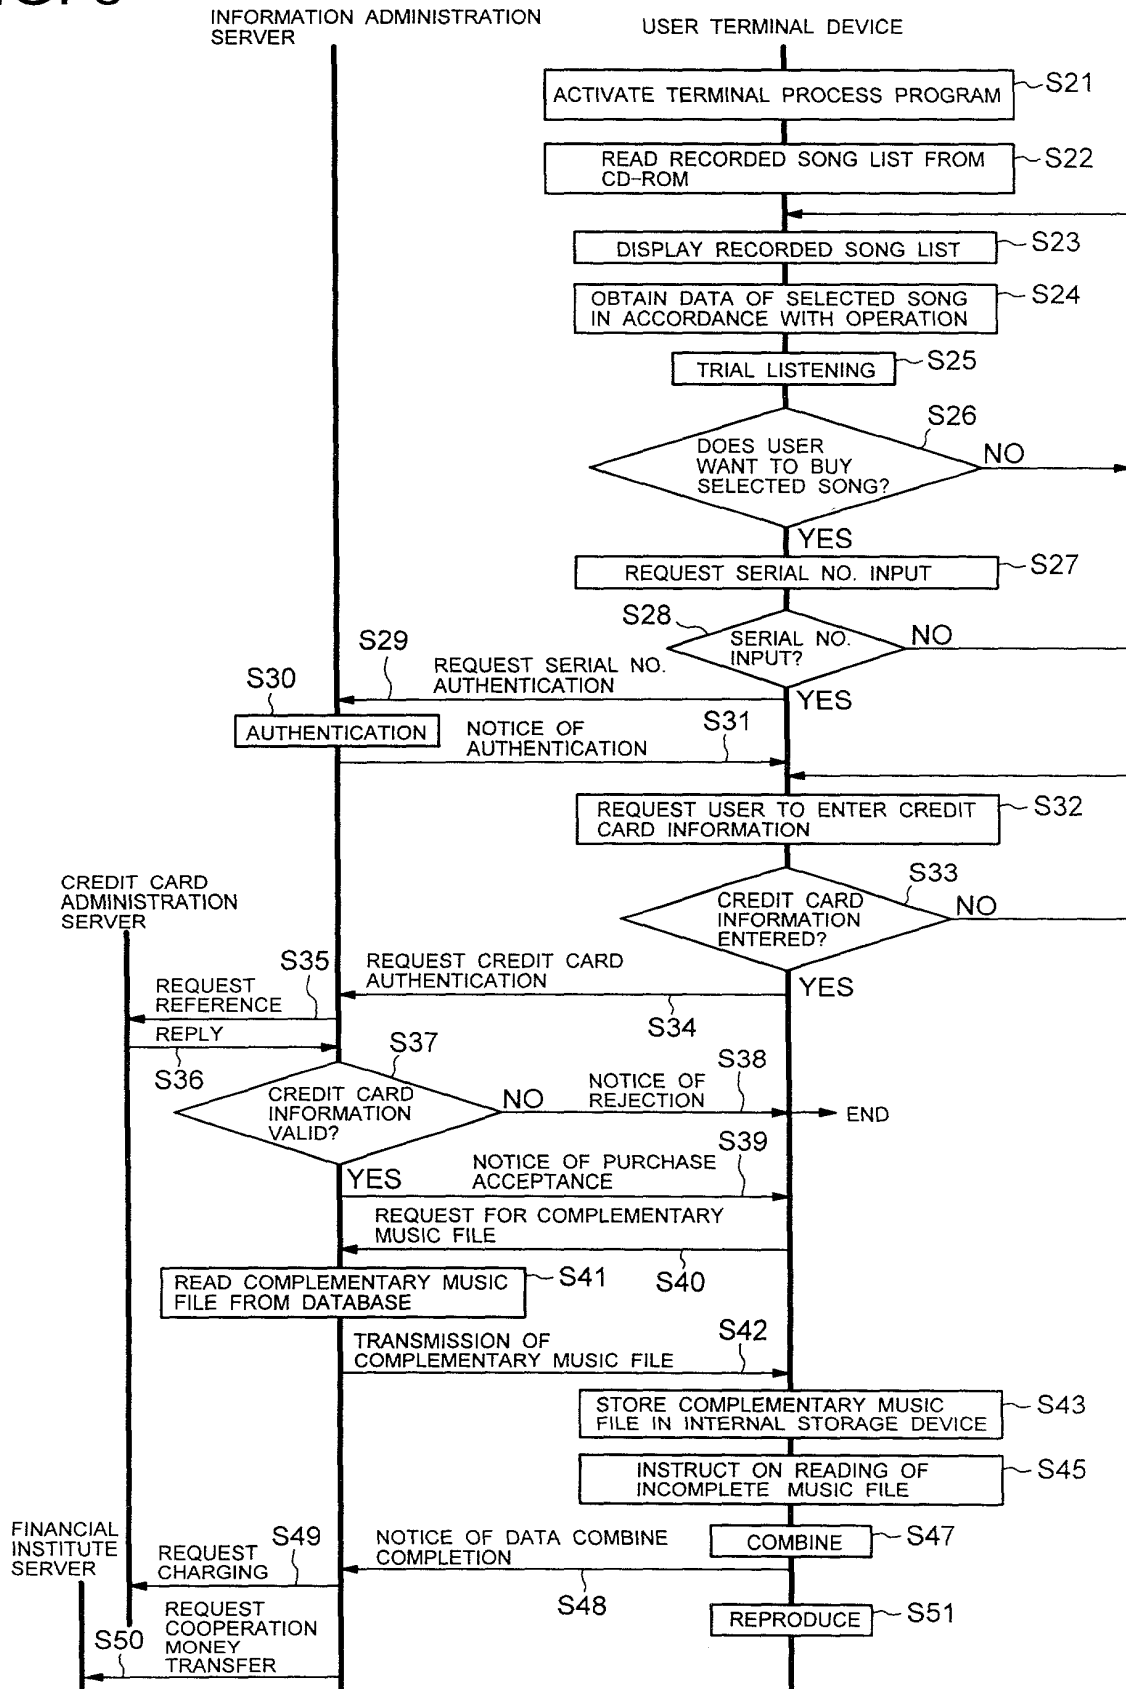 INFORMATION ADMINISTRATION
SERVER
USER TERMINAL DEVICE
ACTIVATE TERMINAL PROCESS PROGRAM
S21
READ RECORDED SONG LIST FROM
CD-ROM
S22
DISPLAY RECORDED SONG LIST
S23
OBTAIN DATA OF SELECTED SONG
IN ACCORDANCE WITH OPERATION
S24
TRIAL LISTENING
S25
S26
DOES USER
WANT TO BUY
SELECTED SONG?
NO
YES
REQUEST SERIAL NO. INPUT
S27
S28
SERIAL NO.
INPUT?
NO
YES
S29
REQUEST SERIAL NO.
AUTHENTICATION
S30
AUTHENTICATION
NOTICE OF
AUTHENTICATION
S31
REQUEST USER TO ENTER CREDIT
CARD INFORMATION
S32
CREDIT CARD
ADMINISTRATION
SERVER
S33
CREDIT CARD
INFORMATION
ENTERED?
NO
YES
REQUEST CREDIT CARD
AUTHENTICATION
S34
S35
REQUEST
REFERENCE
REPLY
S36
S37
CREDIT CARD
INFORMATION
VALID?
NO
NOTICE OF
REJECTION
S38
END
YES
NOTICE OF PURCHASE
ACCEPTANCE
S39
REQUEST FOR COMPLEMENTARY
MUSIC FILE
S40
READ COMPLEMENTARY MUSIC
FILE FROM DATABASE
S41
TRANSMISSION OF
COMPLEMENTARY MUSIC FILE
S42
STORE COMPLEMENTARY MUSIC
FILE IN INTERNAL STORAGE DEVICE
S43
INSTRUCT ON READING OF
INCOMPLETE MUSIC FILE
S45
COMBINE
S47
NOTICE OF DATA COMBINE
COMPLETION
S48
FINANCIAL
INSTITUTE
SERVER
REQUEST
CHARGING
S49
REQUEST
COOPERATION
MONEY
TRANSFER
S50
REPRODUCE
S51